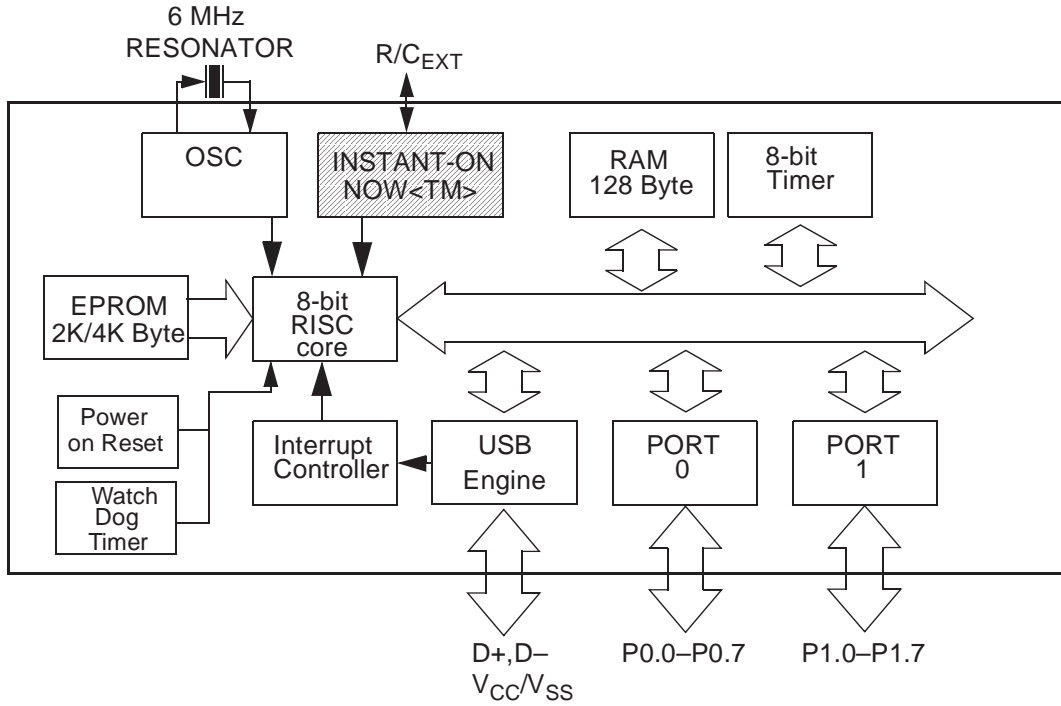 6 MHz
RESONATOR
R/CEXT
OSC
INSTANT-ON
NOW<TM>
RAM
128 Byte
8-bit
Timer
EPROM
2K/4K Byte
8-bit
RISC
core
Power
on Reset
Interrupt
Controller
USB
Engine
PORT
0
PORT
1
Watch
Dog
Timer
D+,D–
VCC/VSS
P0.0–P0.7
P1.0–P1.7